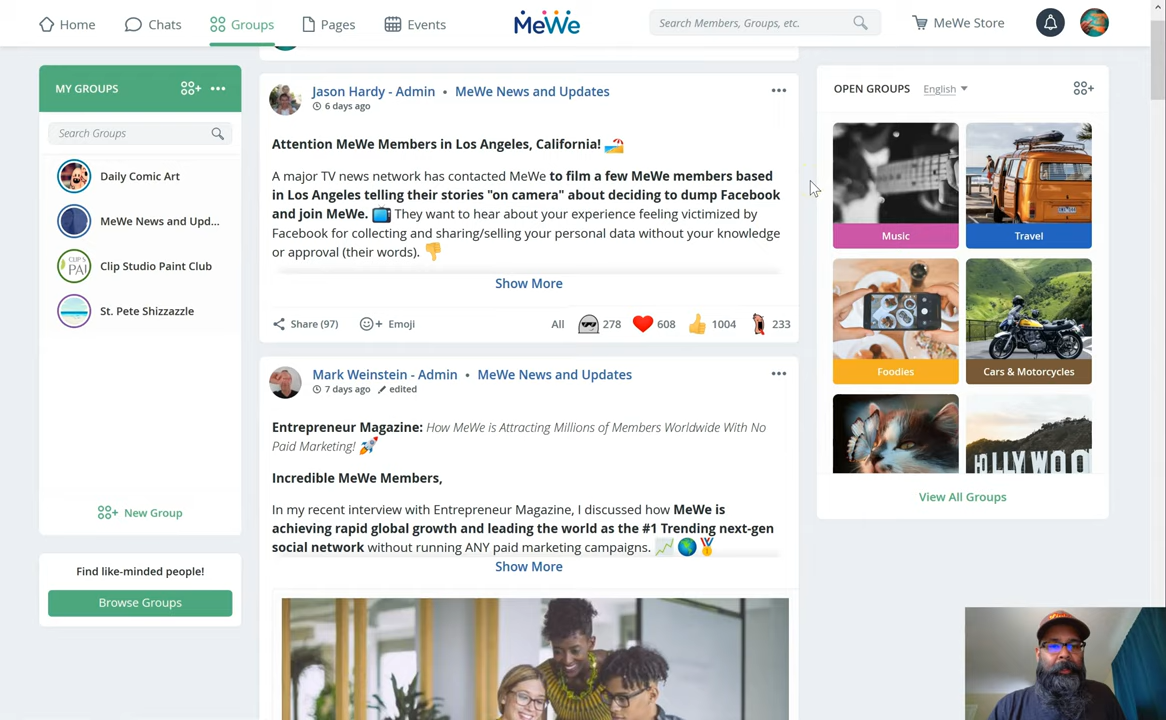 Home
Chats
Groups
Pages
Events
MeWe
Search Members, Groups, etc.
MeWe Store
MY GROUPS
Search Groups
Daily Comic Art
MeWe News and Upd...
CLIP S
PAI
Clip Studio Paint Club
St. Pete Shizzazzle
New Group
Find like-minded people!
Browse Groups
Jason Hardy - Admin • MeWe News and Updates
6 days ago
Attention MeWe Members in Los Angeles, California!
A major TV news network has contacted MeWe to film a few MeWe members based
in Los Angeles telling their stories "on camera" about deciding to dump Facebook
and join MeWe. They want to hear about your experience feeling victimized by
Facebook for collecting and sharing/selling your personal data without your knowledge
or approval (their words).
Show More
Share (97)
Emoji
All 278 608 1004 233
Mark Weinstein - Admin • MeWe News and Updates
7 days ago edited
Entrepreneur Magazine: How MeWe is Attracting Millions of Members Worldwide With No
Paid Marketing!
Incredible MeWe Members,
In my recent interview with Entrepreneur Magazine, I discussed how MeWe is
achieving rapid global growth and leading the world as the #1 Trending next-gen
social network without running ANY paid marketing campaigns.
Show More
OPEN GROUPS
English
Music
Travel
Foodies
Cars & Motorcycles
HOLLYWOO
View All Groups